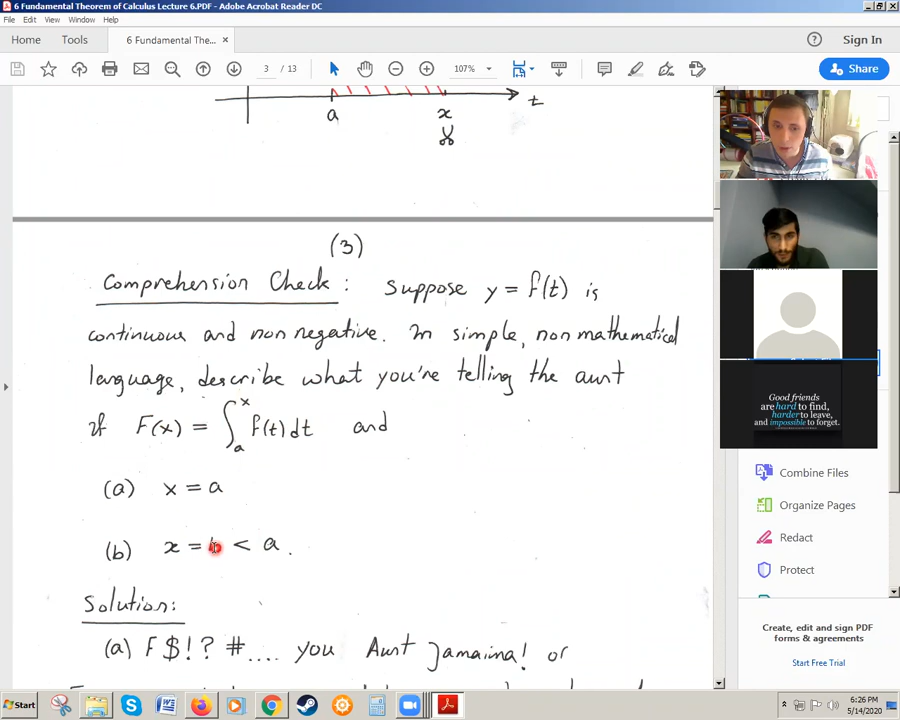 6 Fundamental Theorem of Calculus Lecture 6.PDF - Adobe Acrobat Reader DC
File Edit View Window Help
Home Tools 6 Fundamental The... × Sign In
3 / 13 107% Share
a x t
(3)
Comprehension Check: Suppose y = f(t) is
continuous and nonnegative. In simple, nonmathematical
language, describe what you're telling the aunt
if F(x) = ∫ₐˣ f(t) dt and
(a) x = a
(b) x = b < a.
Solution:
(a) F$!?#.... you Aunt Jamaima! or
Good friends
are hard to find,
harder to leave,
and impossible to forget.
Combine Files
Organize Pages
Redact
Protect
Create, edit and sign PDF
forms & agreements
Start Free Trial
Start
6:26 PM
5/14/2020